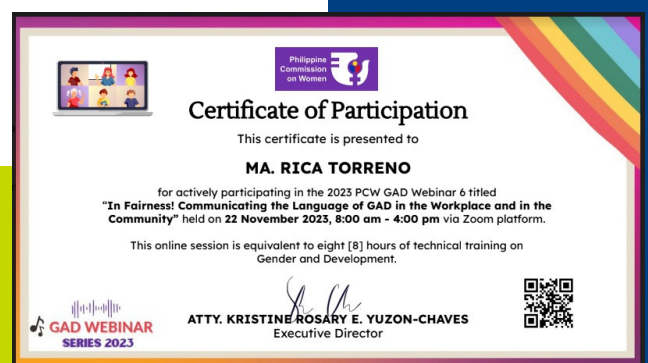 Philippine
Commission
on Women
Certificate of Participation
This certificate is presented to
MA. RICA TORRENO
for actively participating in the 2023 PCW GAD Webinar 6 titled
“In Fairness! Communicating the Language of GAD in the Workplace and in the
Community” held on 22 November 2023, 8:00 am - 4:00 pm via Zoom platform.
This online session is equivalent to eight [8] hours of technical training on
Gender and Development.
ATTY. KRISTINE ROSARY E. YUZON-CHAVES
Executive Director
GAD WEBINAR
SERIES 2023